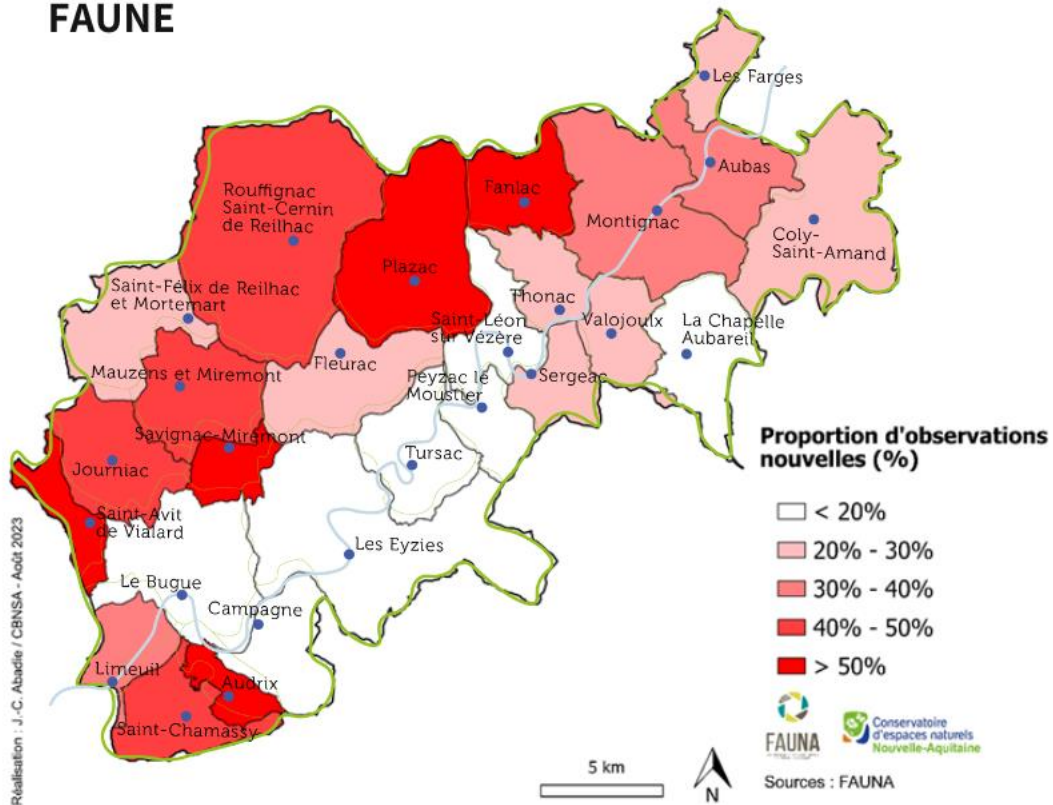 FAUNE
Les Farges
Aubas
Fanlac
Rouffignac
Saint-Cernin
de Reilhac
Montignac
Coly-
Saint-Amand
Plazac
Saint-Félix de Reilhac
et Mortemart
Thonac
Saint-Léon
sur Vézère
Valojoulx
La Chapelle
Aubareil
Fleurac
Mauzens et Miremont
Peyzac le
Moustier
Sergeac
Savignac-Miremont
Tursac
Journiac
Saint-Avit
de Vialard
Les Eyzies
Le Bugue
Campagne
Limeuil
Audrix
Saint-Chamassy
Proportion d'observations
nouvelles (%)
< 20%
20% - 30%
30% - 40%
40% - 50%
> 50%
FAUNA
Conservatoire
d'espaces naturels
Nouvelle-Aquitaine
5 km
N
Sources : FAUNA
Réalisation : J.-C. Abadie / CBNSA - Août 2023